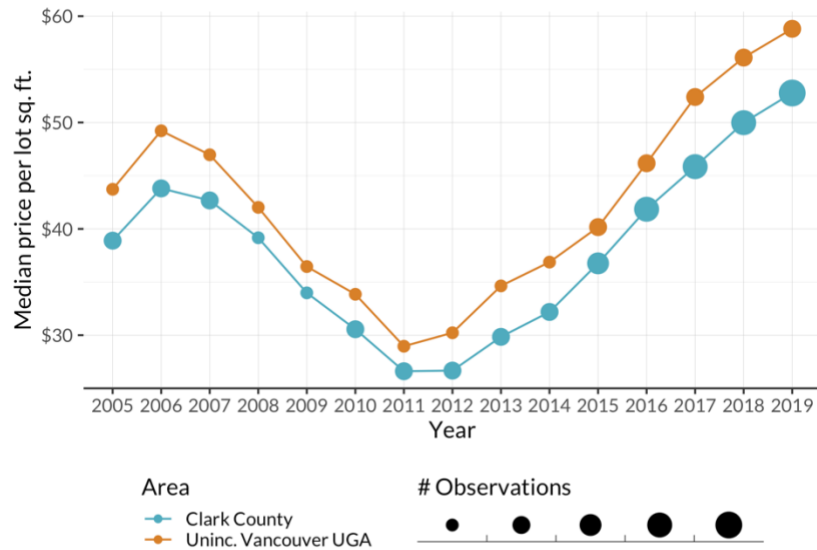 Median price per lot sq. ft.
$60
$50
$40
$30
2005 2006 2007 2008 2009 2010 2011 2012 2013 2014 2015 2016 2017 2018 2019
Year
Area
Clark County
Uninc. Vancouver UGA
# Observations